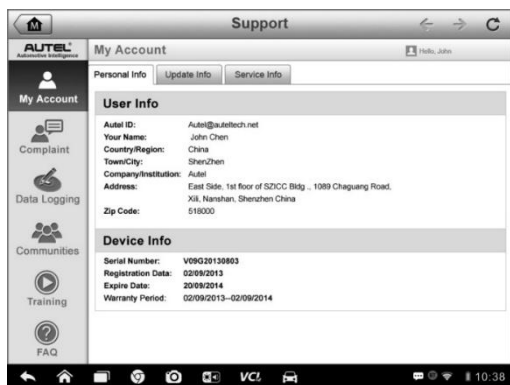 M
Support
AUTEL
Automotive Intelligence
My Account
Hello, John
Personal Info
Update Info
Service Info
My Account
Complaint
Data Logging
Communities
Training
FAQ
User Info
Autel ID: Autel@auteltech.net
Your Name: John Chen
Country/Region: China
Town/City: ShenZhen
Company/Institution: Autel
Address: East Side, 1st floor of SZICC Bldg ., 1089 Chaguang Road,
Xili, Nanshan, Shenzhen China
Zip Code: 518000
Device Info
Serial Number: V09G20130803
Registration Data: 02/09/2013
Expire Date: 20/09/2014
Warranty Period: 02/09/2013--02/09/2014
VCI
10:38